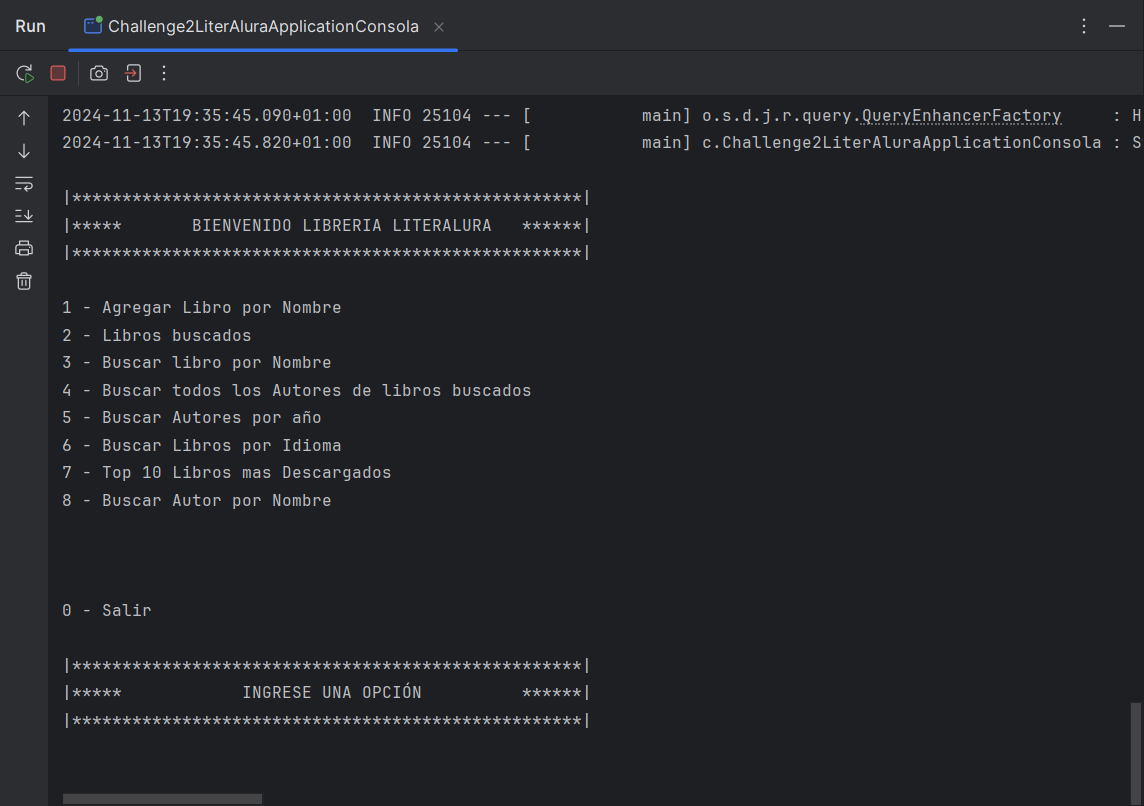 Run Challenge2LiterAluraApplicationConsola
2024-11-13T19:35:45.090+01:00  INFO 25104 --- [           main] o.s.d.j.r.query.QueryEnhancerFactory     : H
2024-11-13T19:35:45.820+01:00  INFO 25104 --- [           main] c.Challenge2LiterAluraApplicationConsola : S
|***************************************************|
|*****       BIENVENIDO LIBRERIA LITERALURA   ******|
|***************************************************|
1 - Agregar Libro por Nombre
2 - Libros buscados
3 - Buscar libro por Nombre
4 - Buscar todos los Autores de libros buscados
5 - Buscar Autores por año
6 - Buscar Libros por Idioma
7 - Top 10 Libros mas Descargados
8 - Buscar Autor por Nombre
0 - Salir
|***************************************************|
|*****            INGRESE UNA OPCIÓN          ******|
|***************************************************|